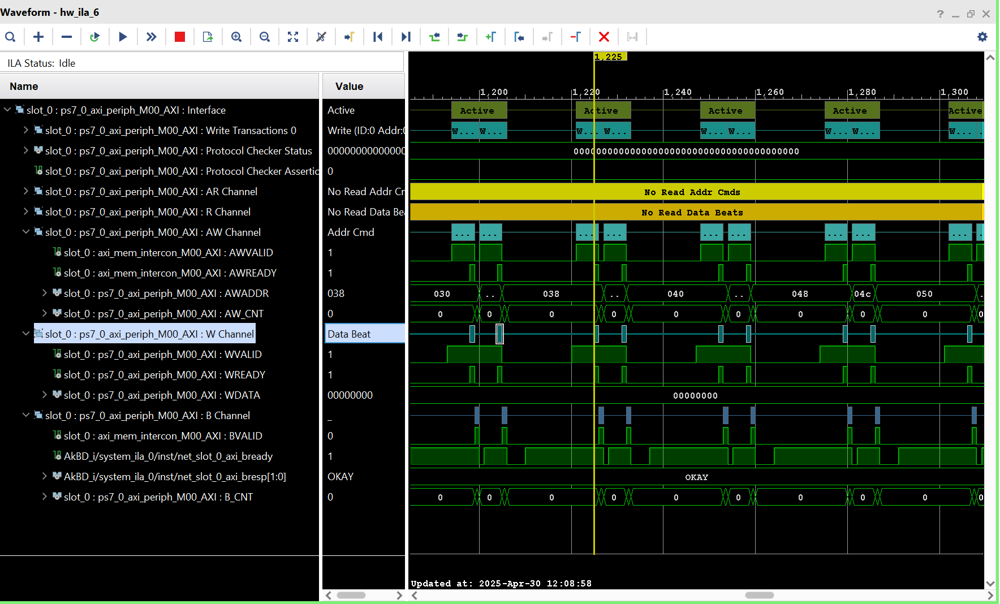 Waveform - hw_ila_6
ILA Status: Idle
Name Value
1,225
1,200 1,220 1,240 1,260 1,280 1,300
slot_0 : ps7_0_axi_periph_M00_AXI : Interface Active Active Active Active Active Active
slot_0 : ps7_0_axi_periph_M00_AXI : Write Transactions 0 Write (ID:0 Addr:0 W... W... W... W... W... W... W... W... W...
slot_0 : ps7_0_axi_periph_M00_AXI : Protocol Checker Status 00000000000000 0000000000000000000000000000000000000000
slot_0 : ps7_0_axi_periph_M00_AXI : Protocol Checker Assertio 0
slot_0 : ps7_0_axi_periph_M00_AXI : AR Channel No Read Addr Cr No Read Addr Cmds
slot_0 : ps7_0_axi_periph_M00_AXI : R Channel No Read Data Bea No Read Data Beats
slot_0 : ps7_0_axi_periph_M00_AXI : AW Channel Addr Cmd ... ... ... ... ... ... ... ... ...
slot_0 : axi_mem_intercon_M00_AXI : AWVALID 1
slot_0 : axi_mem_intercon_M00_AXI : AWREADY 1
slot_0 : ps7_0_axi_periph_M00_AXI : AWADDR 038 030 .. 038 .. 040 .. 048 04c 050 .
slot_0 : ps7_0_axi_periph_M00_AXI : AW_CNT 0 0 0 0 0 0 0 0 0 0 0
slot_0 : ps7_0_axi_periph_M00_AXI : W Channel Data Beat
slot_0 : ps7_0_axi_periph_M00_AXI : WVALID 1
slot_0 : ps7_0_axi_periph_M00_AXI : WREADY 1
slot_0 : ps7_0_axi_periph_M00_AXI : WDATA 00000000 00000000
slot_0 : ps7_0_axi_periph_M00_AXI : B Channel _
slot_0 : axi_mem_intercon_M00_AXI : BVALID 0
AkBD_i/system_ila_0/inst/net_slot_0_axi_bready 1
AkBD_i/system_ila_0/inst/net_slot_0_axi_bresp[1:0] OKAY OKAY
slot_0 : ps7_0_axi_periph_M00_AXI : B_CNT 0 0 0 0 0 0 0 0 0 0 0
Updated at: 2025-Apr-30 12:08:58